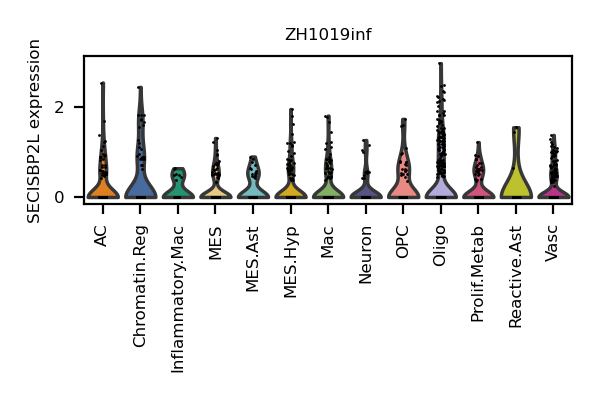 ZH1019inf
SECISBP2L expression
2
0
AC
Chromatin.Reg
Inflammatory.Mac
MES
MES.Ast
MES.Hyp
Mac
Neuron
OPC
Oligo
Prolif.Metab
Reactive.Ast
Vasc